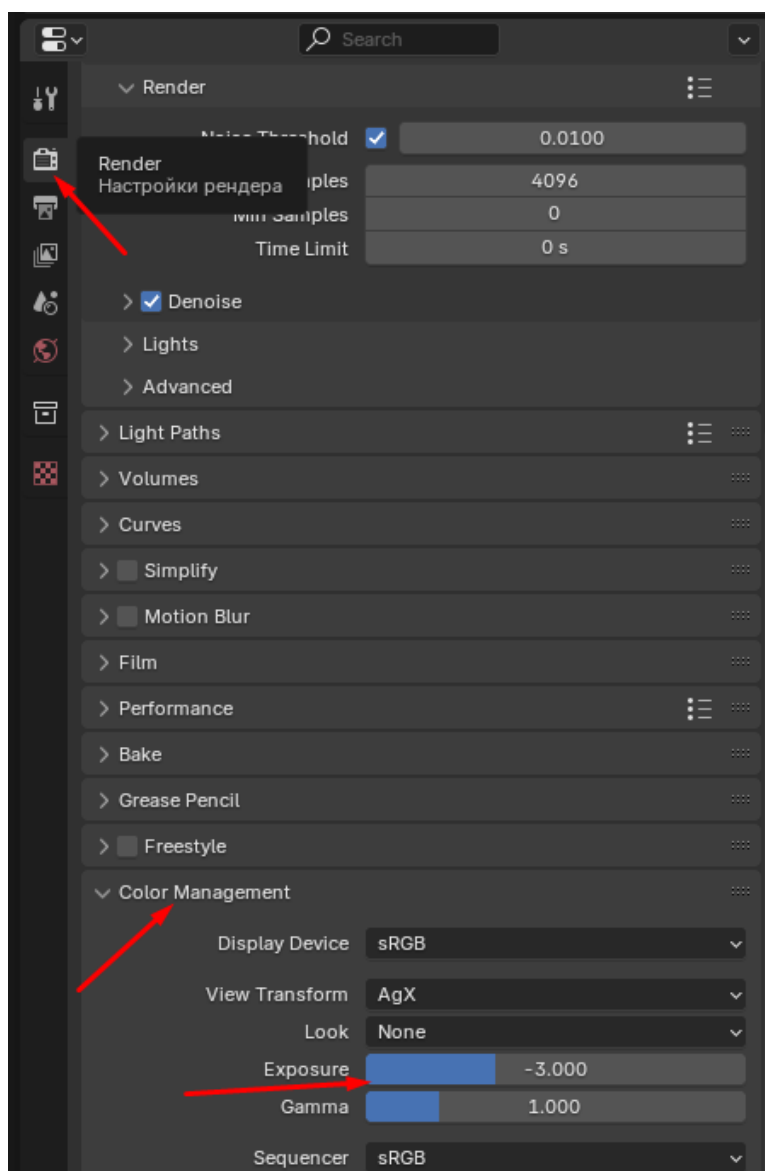 Search
Render
Noise Threshold 0.0100
Render
Настройки рендера
4096
Min Samples 0
Time Limit 0 s
Denoise
Lights
Advanced
Light Paths
Volumes
Curves
Simplify
Motion Blur
Film
Performance
Bake
Grease Pencil
Freestyle
Color Management
Display Device sRGB
View Transform AgX
Look None
Exposure -3.000
Gamma 1.000
Sequencer sRGB